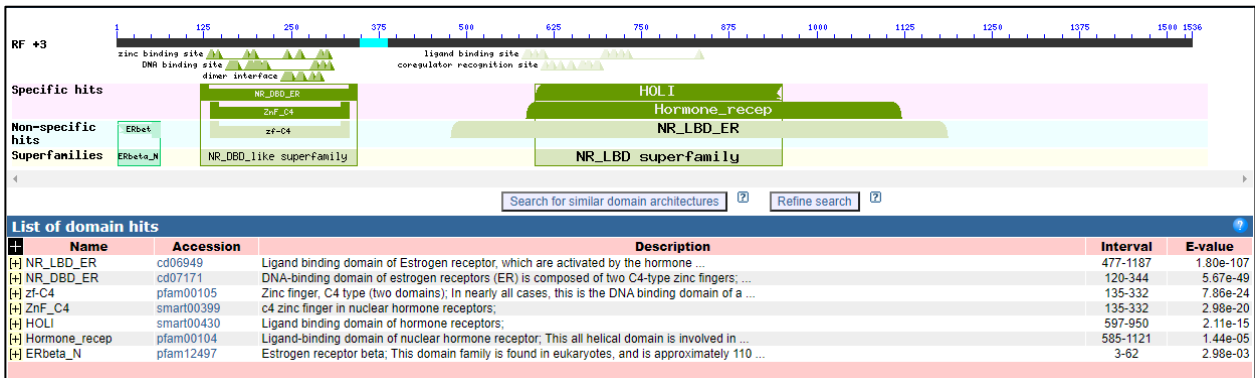 1 125 250 375 500 625 750 875 1000 1125 1250 1375 1500 1536
RF +3
zinc binding site
ligand binding site
DNA binding site
coregulator recognition site
dimer interface
Specific hits
NR_DBD_ER
HOLI
ZnF_C4
Hormone_recep
Non-specific hits
ERbet
zf-C4
NR_LBD_ER
Superfamilies
ERbeta_N
NR_DBD_like superfamily
NR_LBD superfamily
Search for similar domain architectures ? Refine search ?
List of domain hits ?
+ Name Accession Description Interval E-value
[+] NR_LBD_ER cd06949 Ligand binding domain of Estrogen receptor, which are activated by the hormone ... 477-1187 1.80e-107
[+] NR_DBD_ER cd07171 DNA-binding domain of estrogen receptors (ER) is composed of two C4-type zinc fingers; ... 120-344 5.67e-49
[+] zf-C4 pfam00105 Zinc finger, C4 type (two domains); In nearly all cases, this is the DNA binding domain of a ... 135-332 7.86e-24
[+] ZnF_C4 smart00399 c4 zinc finger in nuclear hormone receptors; 135-332 2.98e-20
[+] HOLI smart00430 Ligand binding domain of hormone receptors; 597-950 2.11e-15
[+] Hormone_recep pfam00104 Ligand-binding domain of nuclear hormone receptor; This all helical domain is involved in ... 585-1121 1.44e-05
[+] ERbeta_N pfam12497 Estrogen receptor beta; This domain family is found in eukaryotes, and is approximately 110 ... 3-62 2.98e-03